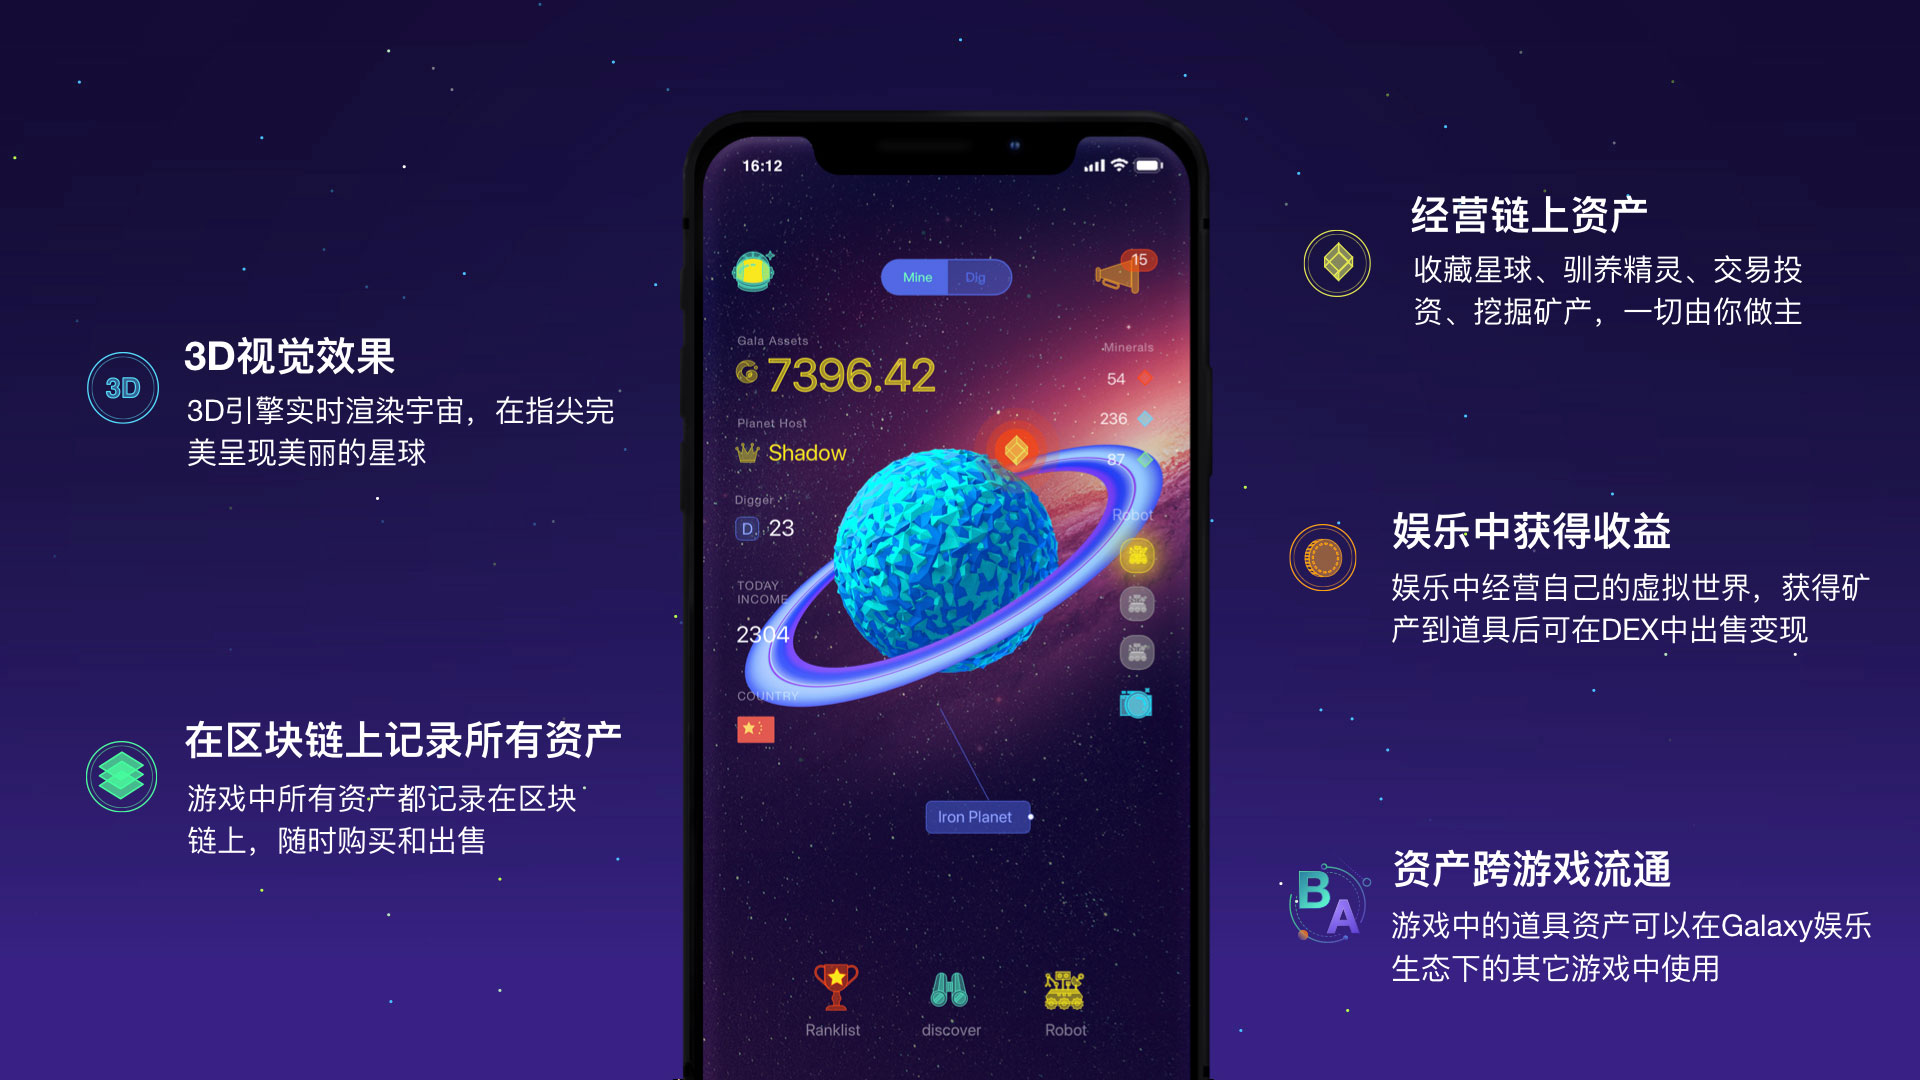 3D
3D视觉效果
3D引擎实时渲染宇宙，在指尖完
美呈现美丽的星球
在区块链上记录所有资产
游戏中所有资产都记录在区块
链上，随时购买和出售
16:12
Mine
Dig
15
Gala Assets
7396.42
Planet Host
Shadow
Digger
D.
23
TODAY
INCOME
2304
COUNTRY
Minerals
54
236
87
Robot
Iron Planet
Ranklist
discover
Robot
经营链上资产
收藏星球、驯养精灵、交易投
资、挖掘矿产，一切由你做主
娱乐中获得收益
娱乐中经营自己的虚拟世界，获得矿
产到道具后可在DEX中出售变现
B
A
资产跨游戏流通
游戏中的道具资产可以在Galaxy娱乐
生态下的其它游戏中使用